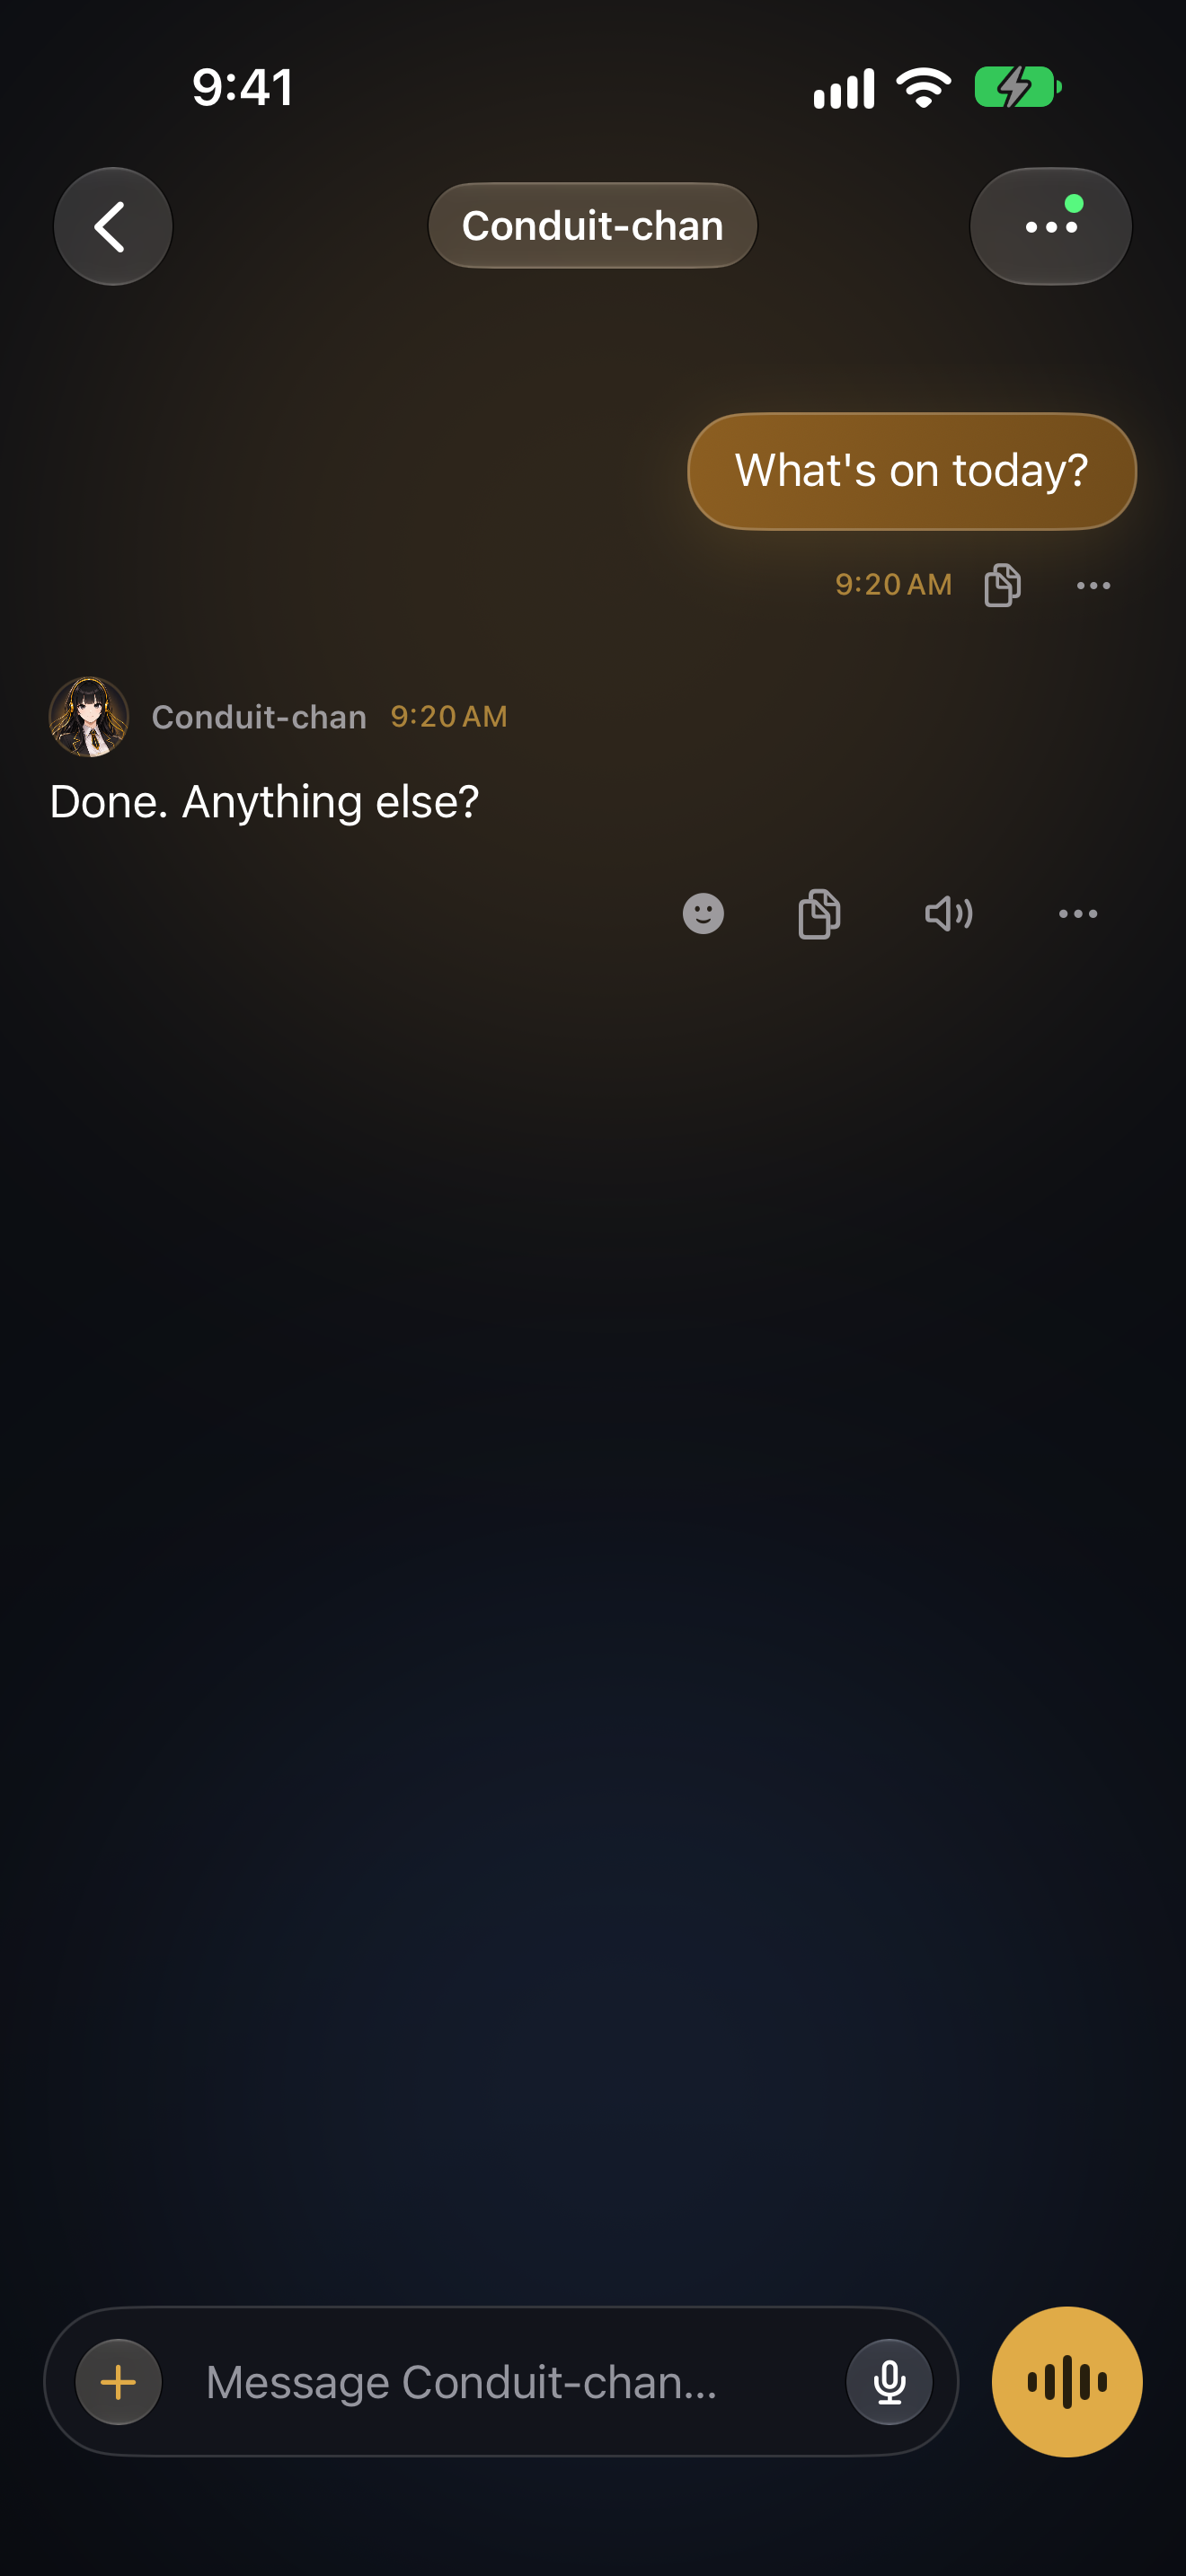 9:41
Conduit-chan
What's on today?
9:20 AM
Conduit-chan 9:20 AM
Done. Anything else?
Message Conduit-chan...